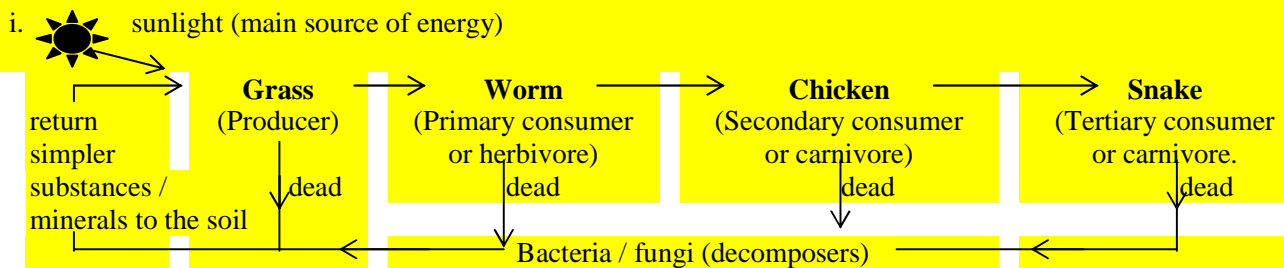 i. sunlight (main source of energy)
Grass Worm Chicken Snake
return (Producer) (Primary consumer (Secondary consumer (Tertiary consumer
simpler or herbivore) or carnivore) or carnivore.
substances / dead dead dead dead
minerals to the soil
Bacteria / fungi (decomposers)